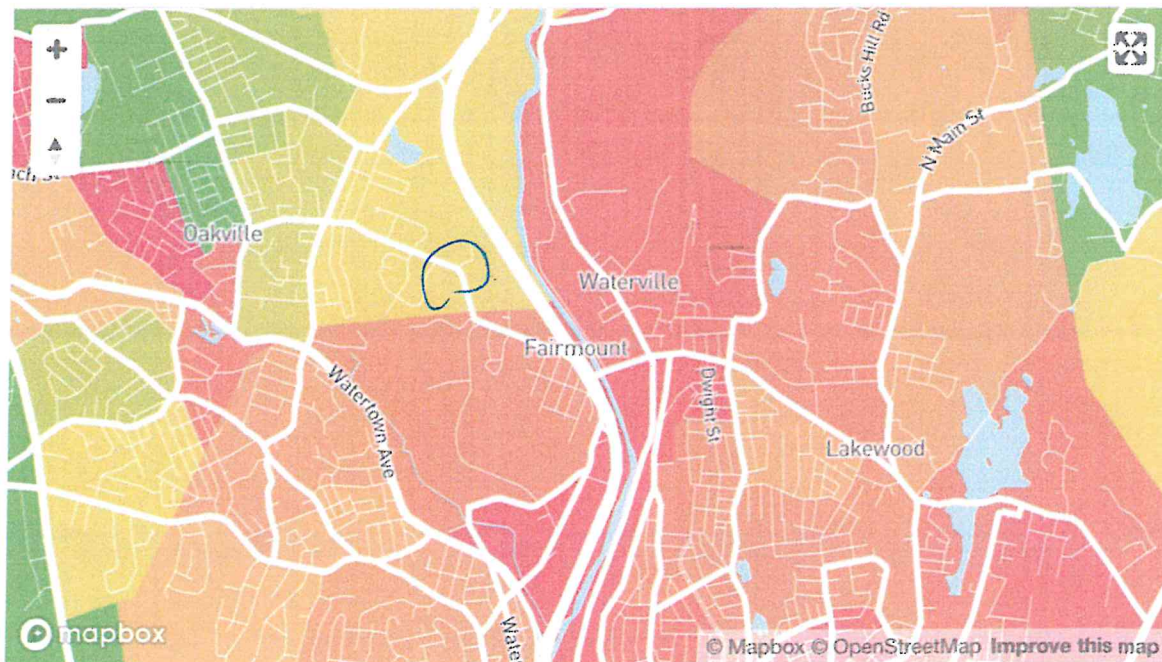 +
−
Bucks Hill Rd
N Main St
Oakville
Waterville
Fairmount
Watertown Ave
Dwight St
Lakewood
mapbox
© Mapbox © OpenStreetMap Improve this map